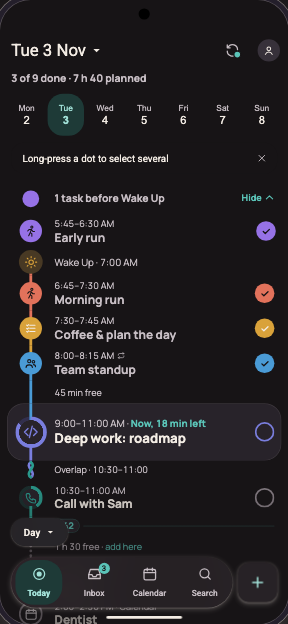 Tue 3 Nov
3 of 9 done · 7 h 40 planned
Mon Tue Wed Thu Fri Sat Sun
2 3 4 5 6 7 8
Long-press a dot to select several
1 task before Wake Up
Hide
5:45–6:30 AM
Early run
Wake Up · 7:00 AM
6:45–7:30 AM
Morning run
7:30–7:45 AM
Coffee & plan the day
8:00–8:15 AM
Team standup
45 min free
9:00–11:00 AM · Now, 18 min left
Deep work: roadmap
Overlap · 10:30–11:00
10:30–11:00 AM
Call with Sam
Day
h 30 free · add here
3
Today Inbox Calendar Search
Dentist